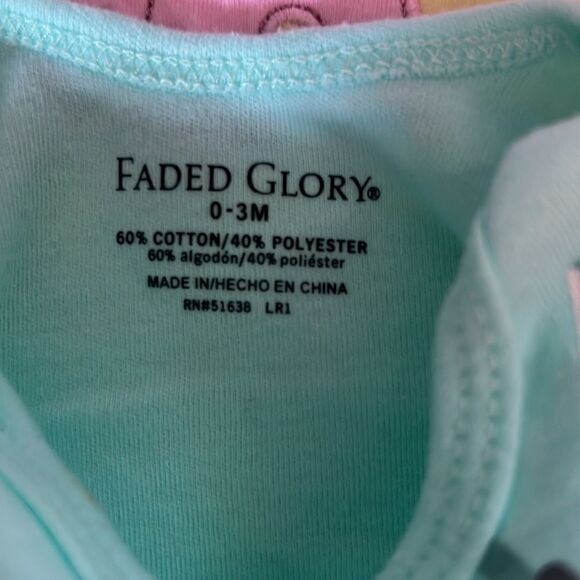 FADED GLORY®
0-3M
60% COTTON/40% POLYESTER
60% algodón/40% poliéster
MADE IN/HECHO EN CHINA
RN#51638 LR1